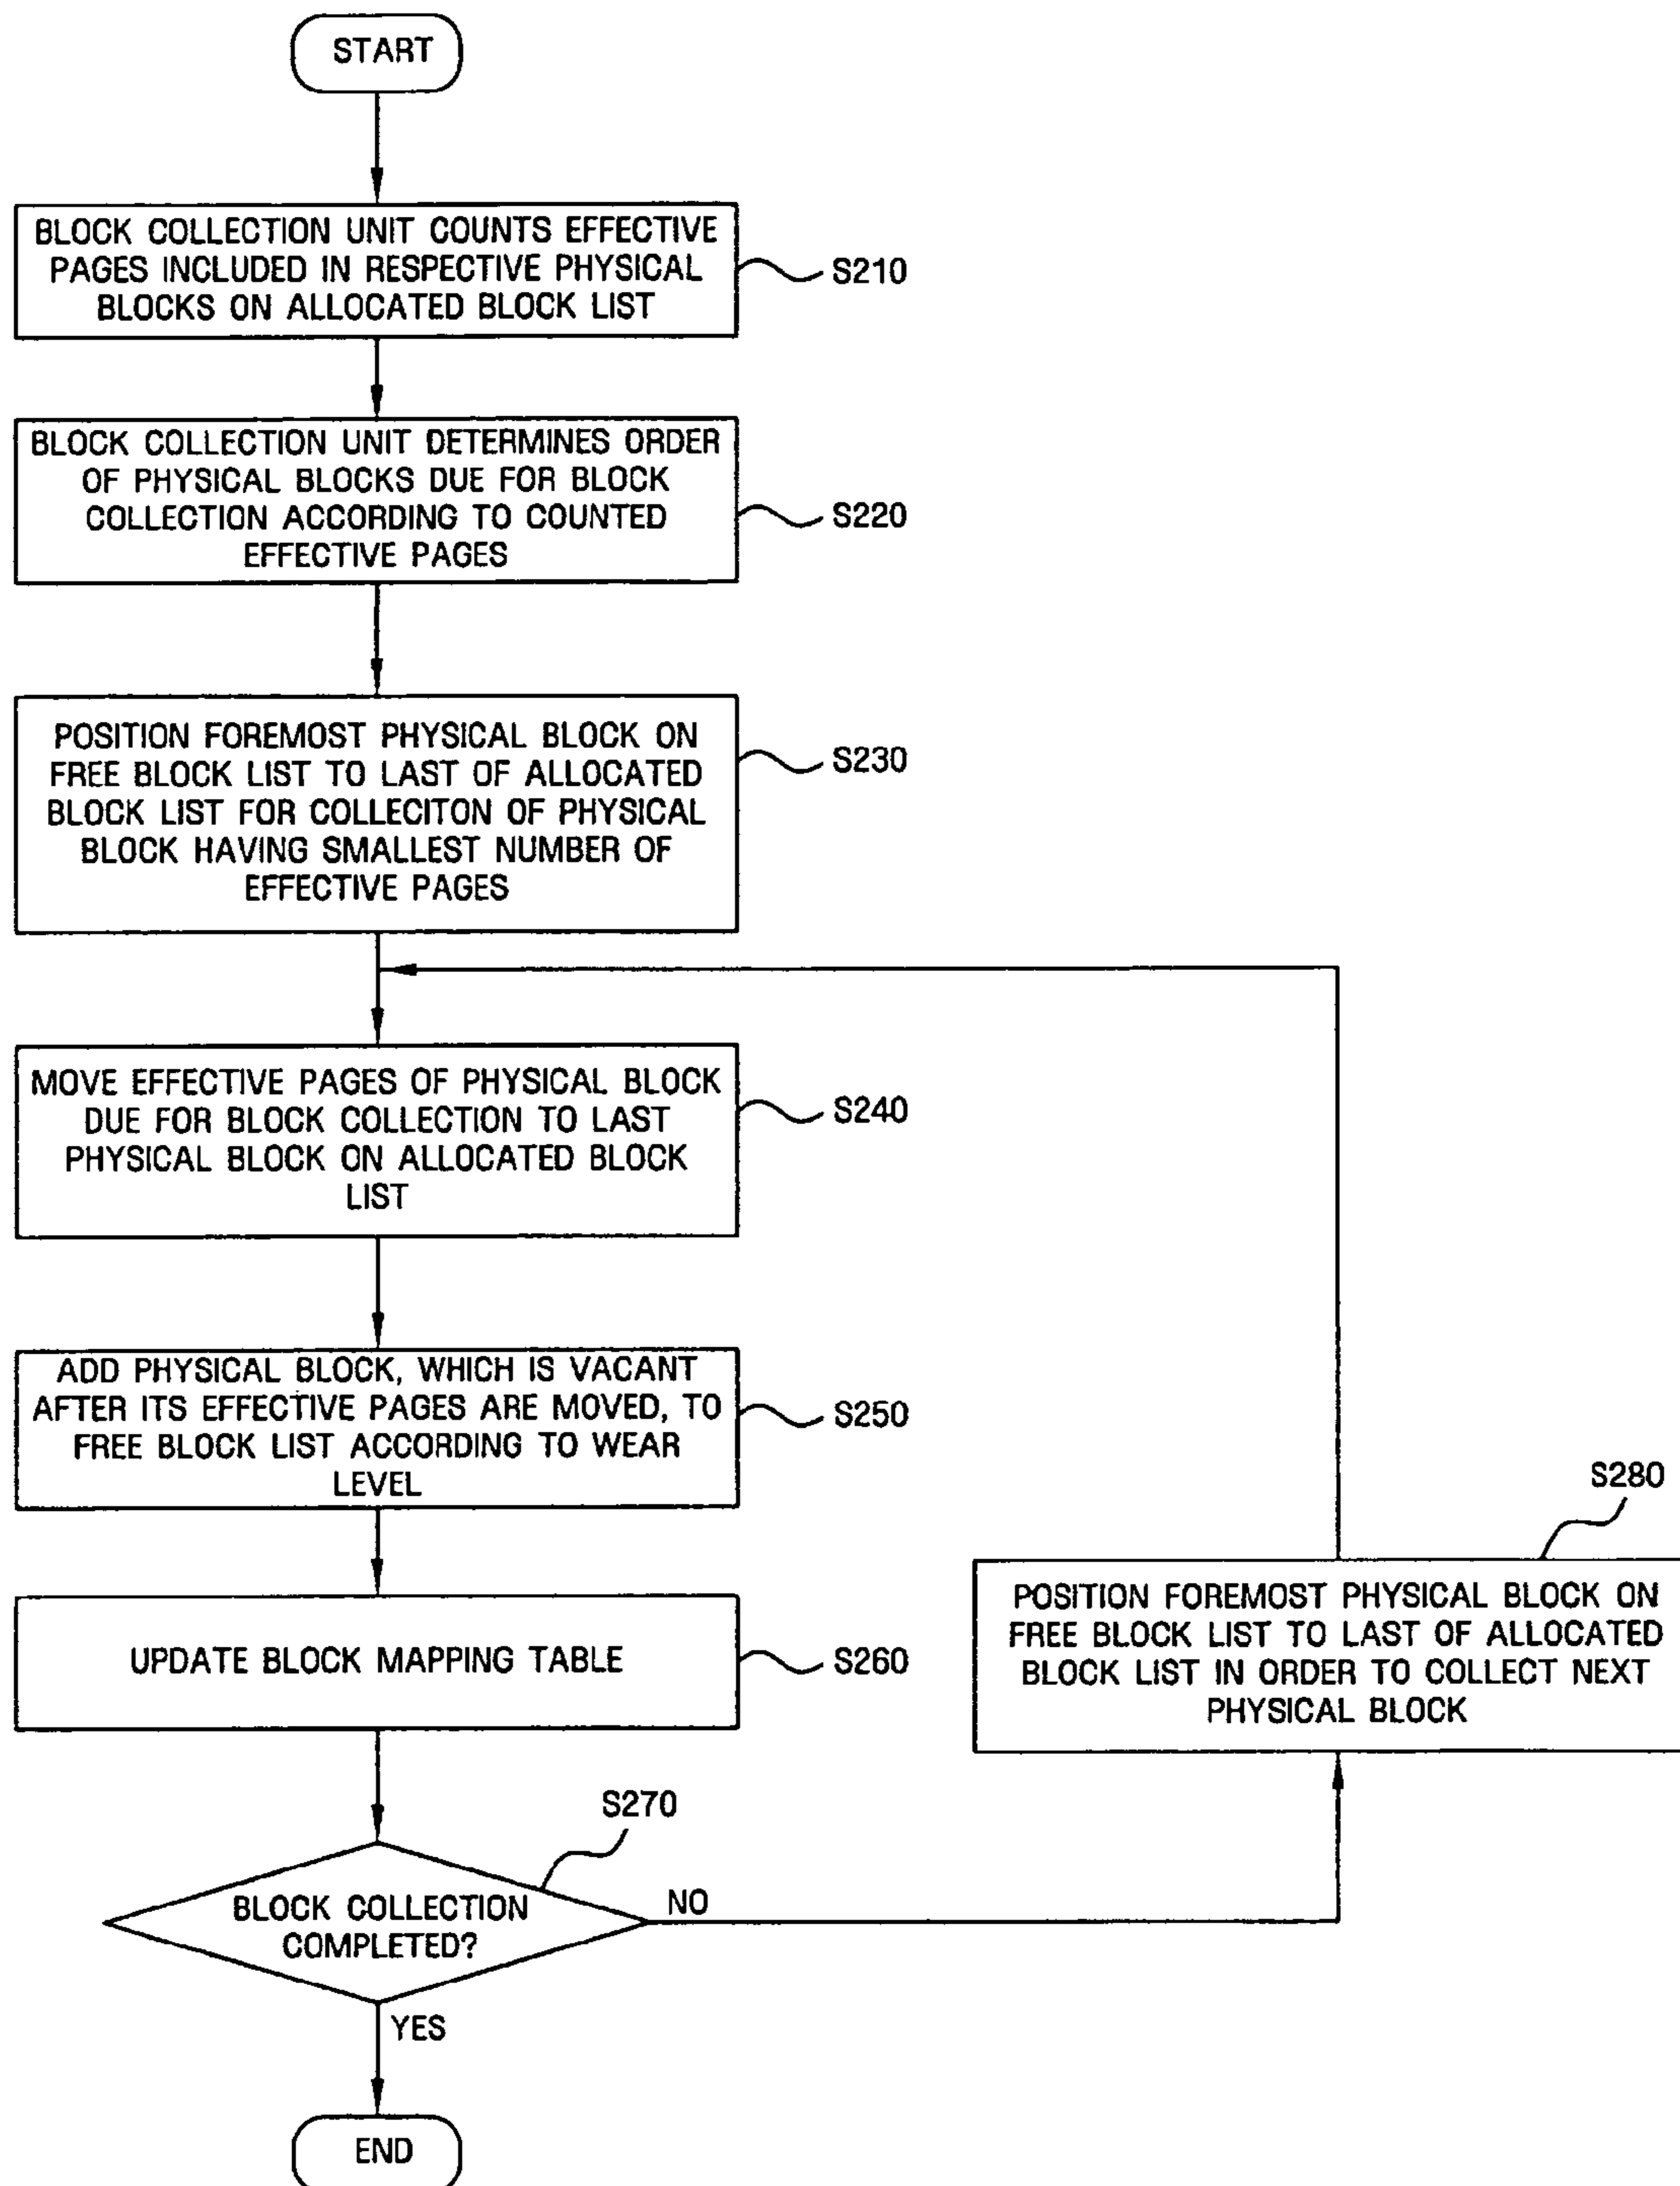 START
BLOCK COLLECTION UNIT COUNTS EFFECTIVE
PAGES INCLUDED IN RESPECTIVE PHYSICAL
BLOCKS ON ALLOCATED BLOCK LIST
S210
BLOCK COLLECTION UNIT DETERMINES ORDER
OF PHYSICAL BLOCKS DUE FOR BLOCK
COLLECTION ACCORDING TO COUNTED
EFFECTIVE PAGES
S220
POSITION FOREMOST PHYSICAL BLOCK ON
FREE BLOCK LIST TO LAST OF ALLOCATED
BLOCK LIST FOR COLLECITON OF PHYSICAL
BLOCK HAVING SMALLEST NUMBER OF
EFFECTIVE PAGES
S230
MOVE EFFECTIVE PAGES OF PHYSICAL BLOCK
DUE FOR BLOCK COLLECTION TO LAST
PHYSICAL BLOCK ON ALLOCATED BLOCK
LIST
S240
ADD PHYSICAL BLOCK, WHICH IS VACANT
AFTER ITS EFFECTIVE PAGES ARE MOVED, TO
FREE BLOCK LIST ACCORDING TO WEAR
LEVEL
S250
UPDATE BLOCK MAPPING TABLE
S260
BLOCK COLLECTION
COMPLETED?
S270
NO
YES
S280
POSITION FOREMOST PHYSICAL BLOCK ON
FREE BLOCK LIST TO LAST OF ALLOCATED
BLOCK LIST IN ORDER TO COLLECT NEXT
PHYSICAL BLOCK
END